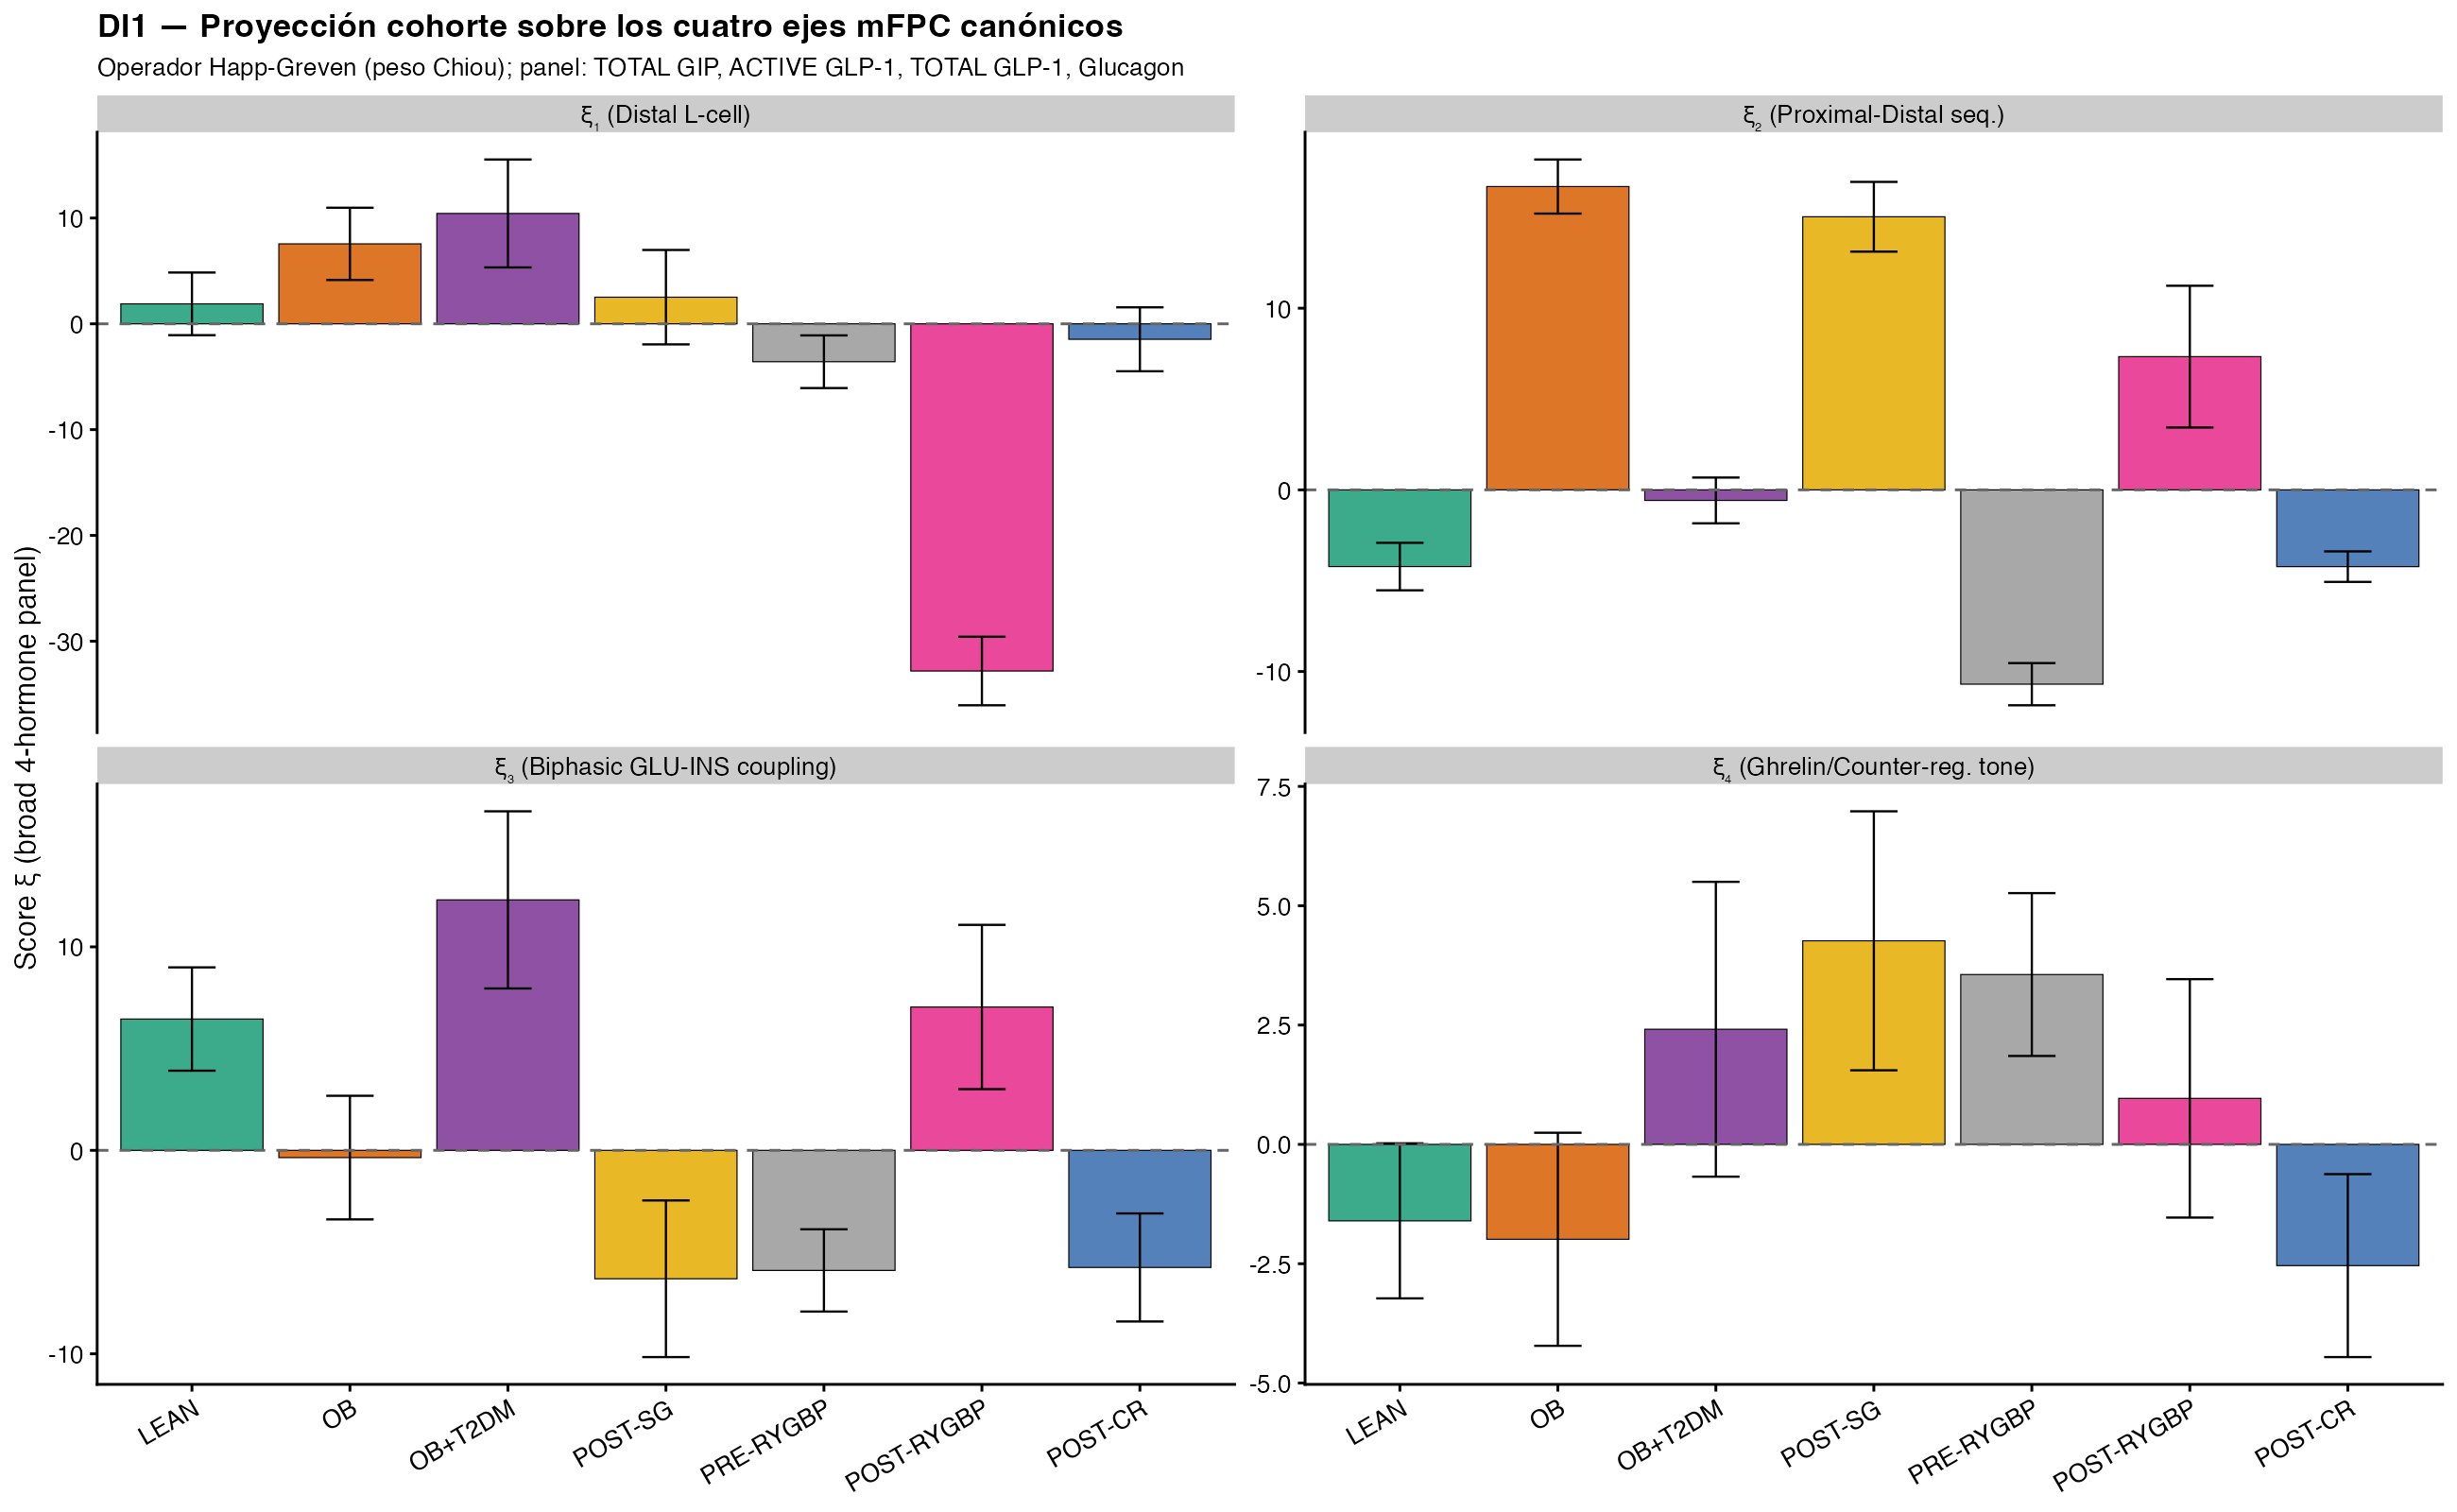 DI1 — Proyección cohorte sobre los cuatro ejes mFPC canónicos
Operador Happ-Greven (peso Chiou); panel: TOTAL GIP, ACTIVE GLP-1, TOTAL GLP-1, Glucagon
Score ξ (broad 4-hormone panel)
ξ₁ (Distal L-cell)
10
0
-10
-20
-30
ξ₂ (Proximal-Distal seq.)
10
0
-10
ξ₃ (Biphasic GLU-INS coupling)
10
0
-10
LEAN
OB
OB+T2DM
POST-SG
PRE-RYGBP
POST-RYGBP
POST-CR
ξ₄ (Ghrelin/Counter-reg. tone)
7.5
5.0
2.5
0.0
-2.5
-5.0
LEAN
OB
OB+T2DM
POST-SG
PRE-RYGBP
POST-RYGBP
POST-CR